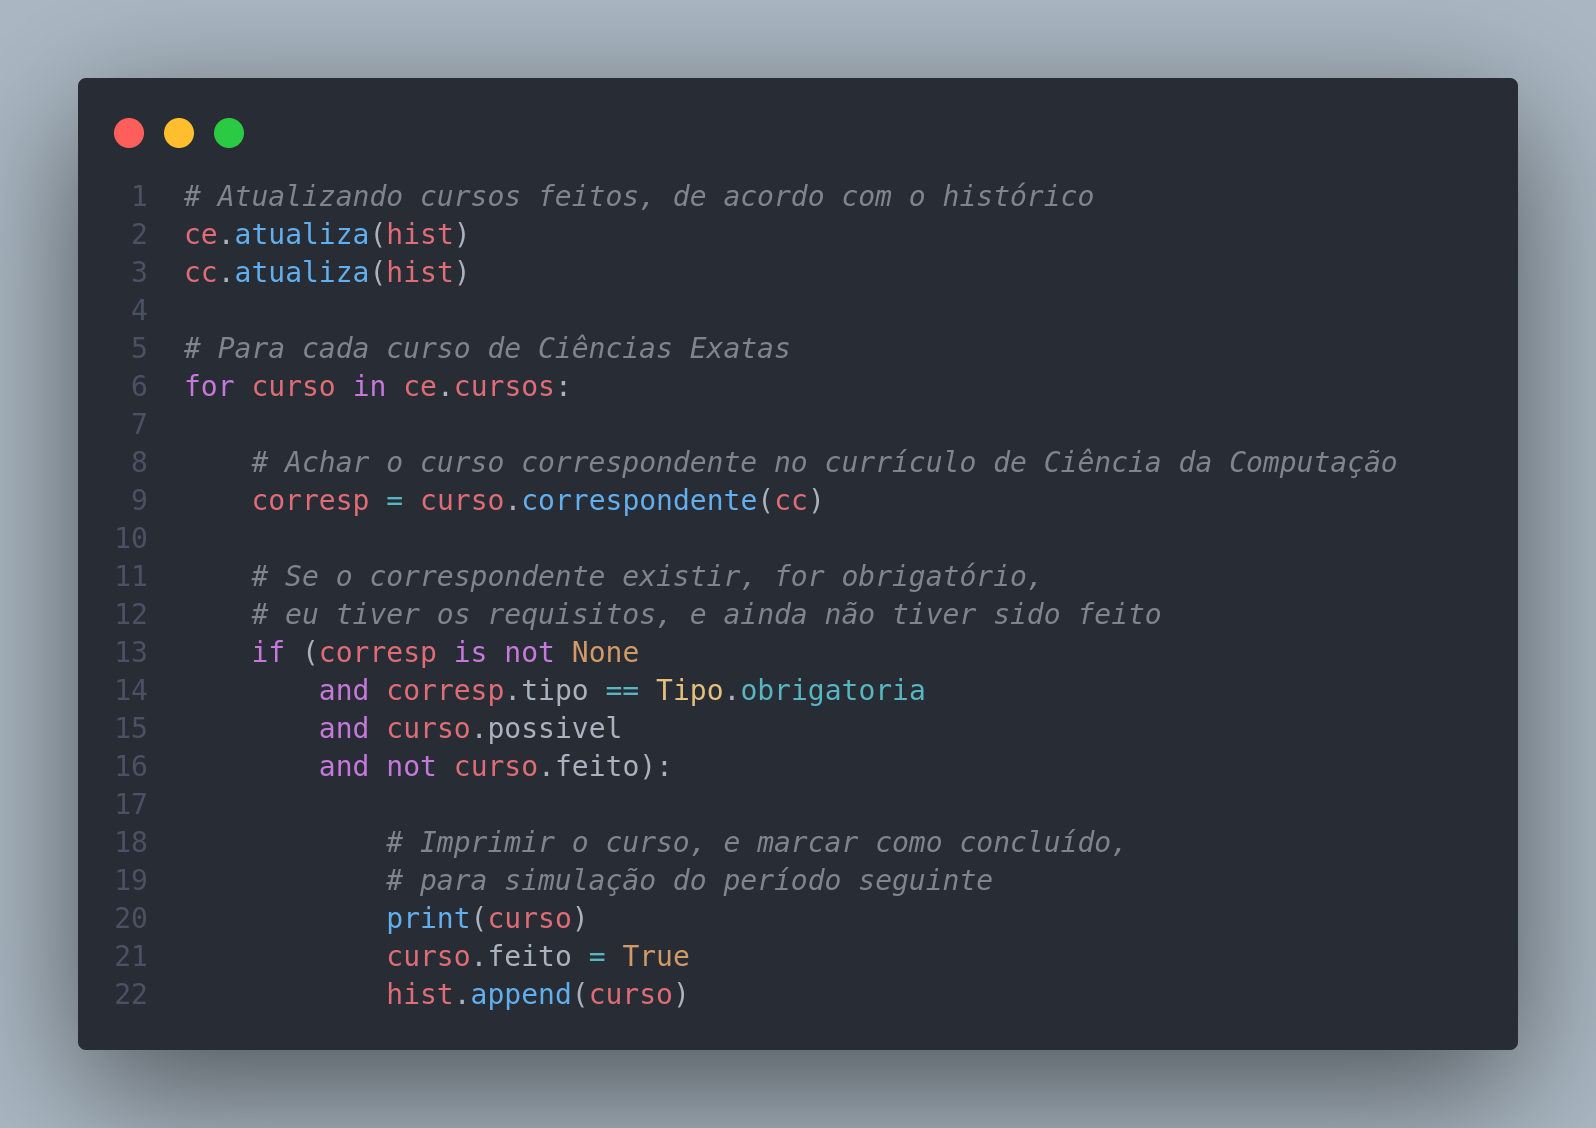 1 # Atualizando cursos feitos, de acordo com o histórico
2 ce.atualiza(hist)
3 cc.atualiza(hist)
4
5 # Para cada curso de Ciências Exatas
6 for curso in ce.cursos:
7
8     # Achar o curso correspondente no currículo de Ciência da Computação
9     corresp = curso.correspondente(cc)
10
11     # Se o correspondente existir, for obrigatório,
12     # eu tiver os requisitos, e ainda não tiver sido feito
13     if (corresp is not None
14         and corresp.tipo == Tipo.obrigatoria
15         and curso.possivel
16         and not curso.feito):
17
18             # Imprimir o curso, e marcar como concluído,
19             # para simulação do período seguinte
20             print(curso)
21             curso.feito = True
22             hist.append(curso)